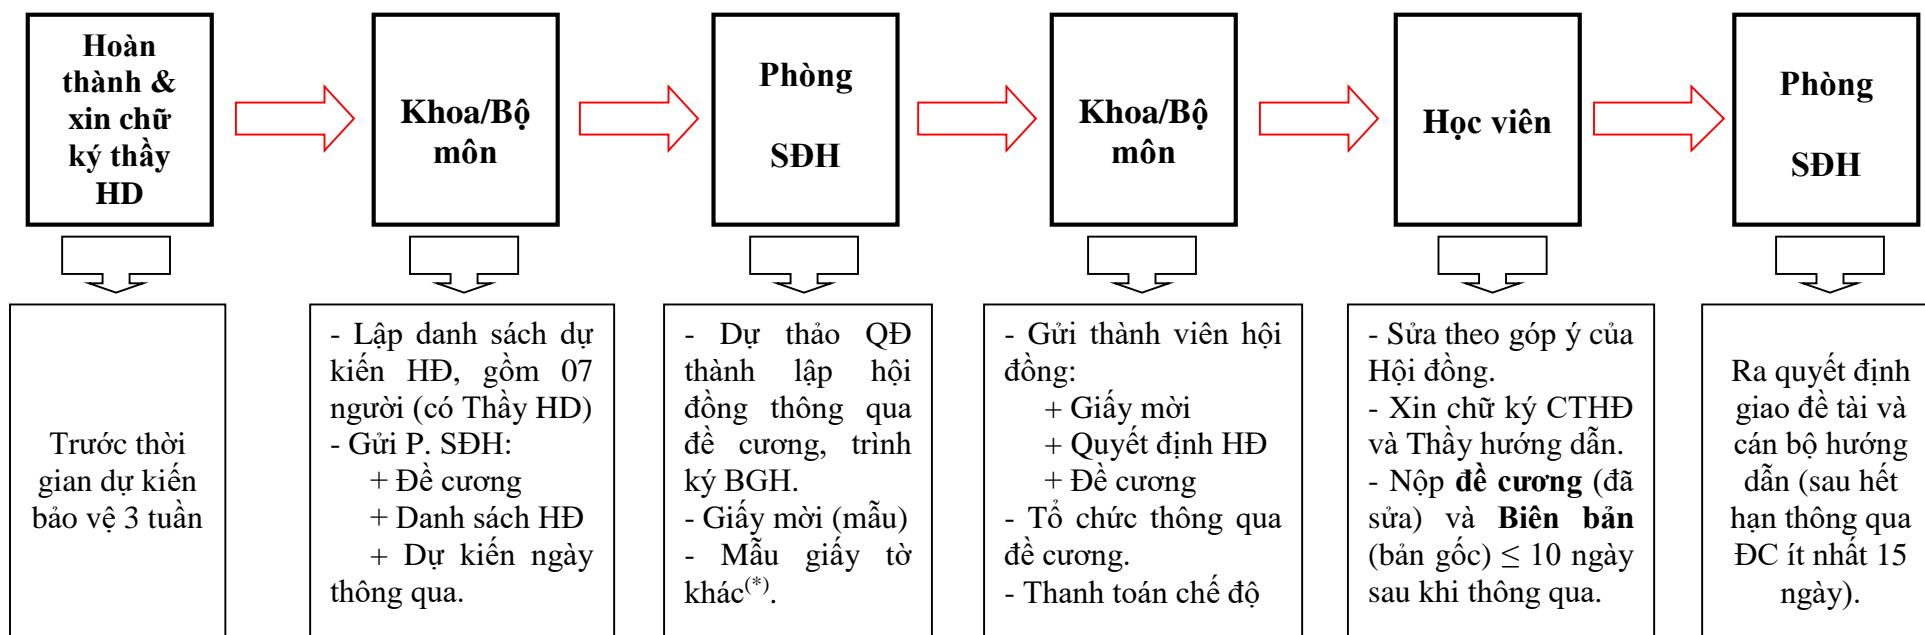 Hoàn
thành &
xin chữ
ký thầy
HD
Khoa/Bộ
môn
Phòng
SĐH
Khoa/Bộ
môn
Học viên
Phòng
SĐH
Trước thời
gian dự kiến
bảo vệ 3 tuần
- Lập danh sách dự
kiến HĐ, gồm 07
người (có Thầy HD)
- Gửi P. SĐH:
+ Đề cương
+ Danh sách HĐ
+ Dự kiến ngày
thông qua.
- Dự thảo QĐ
thành lập hội
đồng thông qua
đề cương, trình
ký BGH.
- Giấy mời (mẫu)
- Mẫu giấy tờ
khác(*).
- Gửi thành viên hội
đồng:
+ Giấy mời
+ Quyết định HĐ
+ Đề cương
- Tổ chức thông qua
đề cương.
- Thanh toán chế độ
- Sửa theo góp ý của
Hội đồng.
- Xin chữ ký CTHĐ
và Thầy hướng dẫn.
- Nộp đề cương (đã
sửa) và Biên bản
(bản gốc) ≤ 10 ngày
sau khi thông qua.
Ra quyết định
giao đề tài và
cán bộ hướng
dẫn (sau hết
hạn thông qua
ĐC ít nhất 15
ngày).